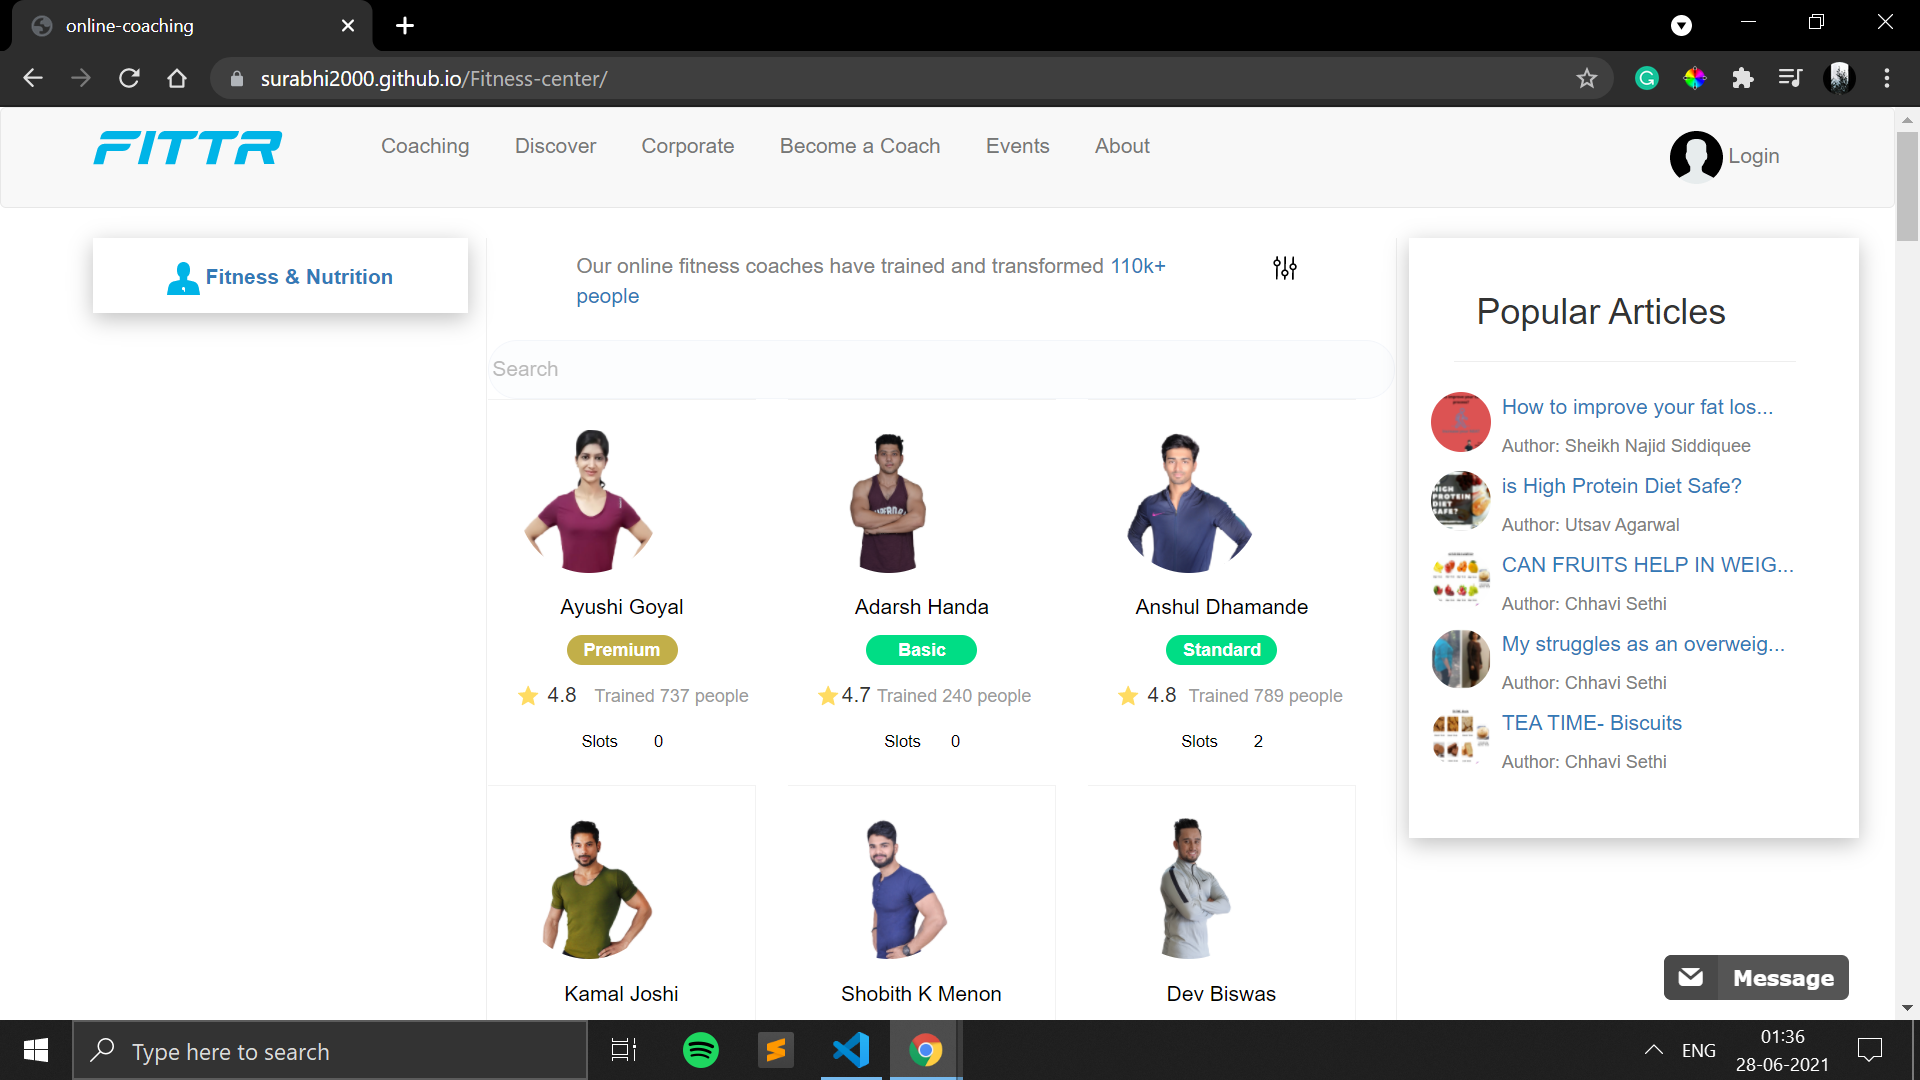 online-coaching
surabhi2000.github.io/Fitness-center/
FITTR
Coaching
Discover
Corporate
Become a Coach
Events
About
Login
Fitness & Nutrition
Our online fitness coaches have trained and transformed 110k+
people
Search
Ayushi Goyal
Premium
4.8 Trained 737 people
Slots 0
Adarsh Handa
Basic
4.7 Trained 240 people
Slots 0
Anshul Dhamande
Standard
4.8 Trained 789 people
Slots 2
Kamal Joshi
Shobith K Menon
Dev Biswas
Popular Articles
How to improve your fat los...
Author: Sheikh Najid Siddiquee
HIGH
PROTEIN
DIET
SAFE?
is High Protein Diet Safe?
Author: Utsav Agarwal
CAN FRUITS HELP IN WEIG...
Author: Chhavi Sethi
My struggles as an overweig...
Author: Chhavi Sethi
TEA TIME- Biscuits
Author: Chhavi Sethi
Message
Type here to search
ENG
01:36
28-06-2021